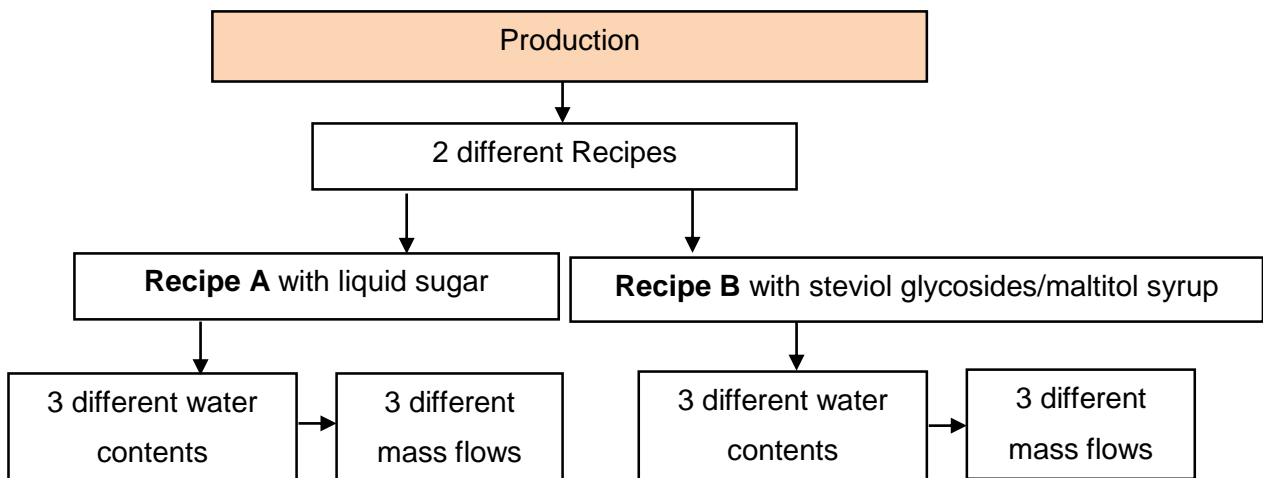 Production
2 different Recipes
Recipe A with liquid sugar
Recipe B with steviol glycosides/maltitol syrup
3 different water
contents
3 different
mass flows
3 different water
contents
3 different
mass flows